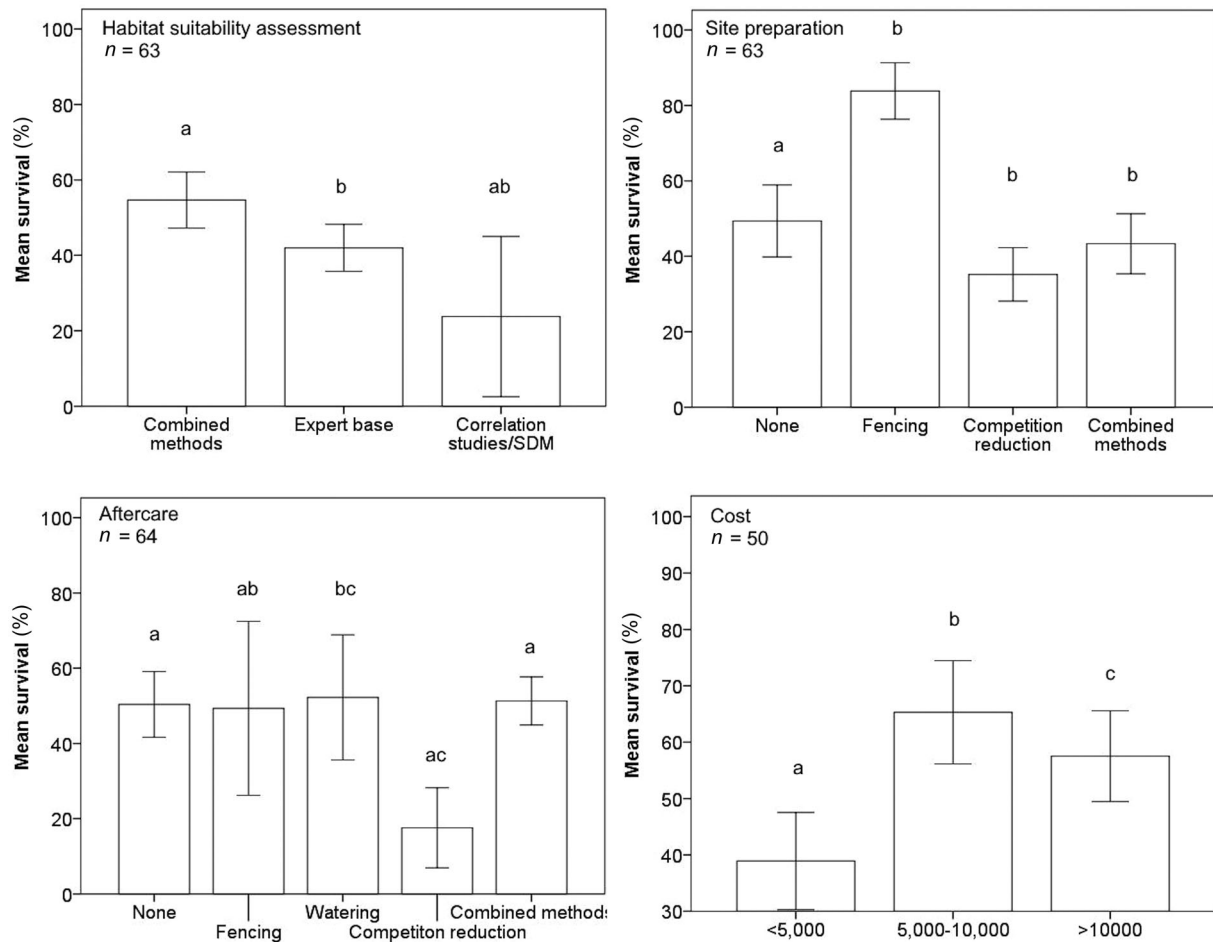 Habitat suitability assessment
n = 63
Mean survival (%)
100
80
60
40
20
0
a
b
ab
Combined
methods
Expert base
Correlation
studies/SDM
Site preparation
n = 63
Mean survival (%)
100
80
60
40
20
0
a
b
b
b
None
Fencing
Competition
reduction
Combined
methods
Aftercare
n = 64
Mean survival (%)
100
80
60
40
20
0
a
ab
bc
ac
a
None
Fencing
Watering
Competiton reduction
Combined methods
Cost
n = 50
Mean survival (%)
100
90
80
70
60
50
40
30
a
b
c
<5,000
5,000-10,000
>10000